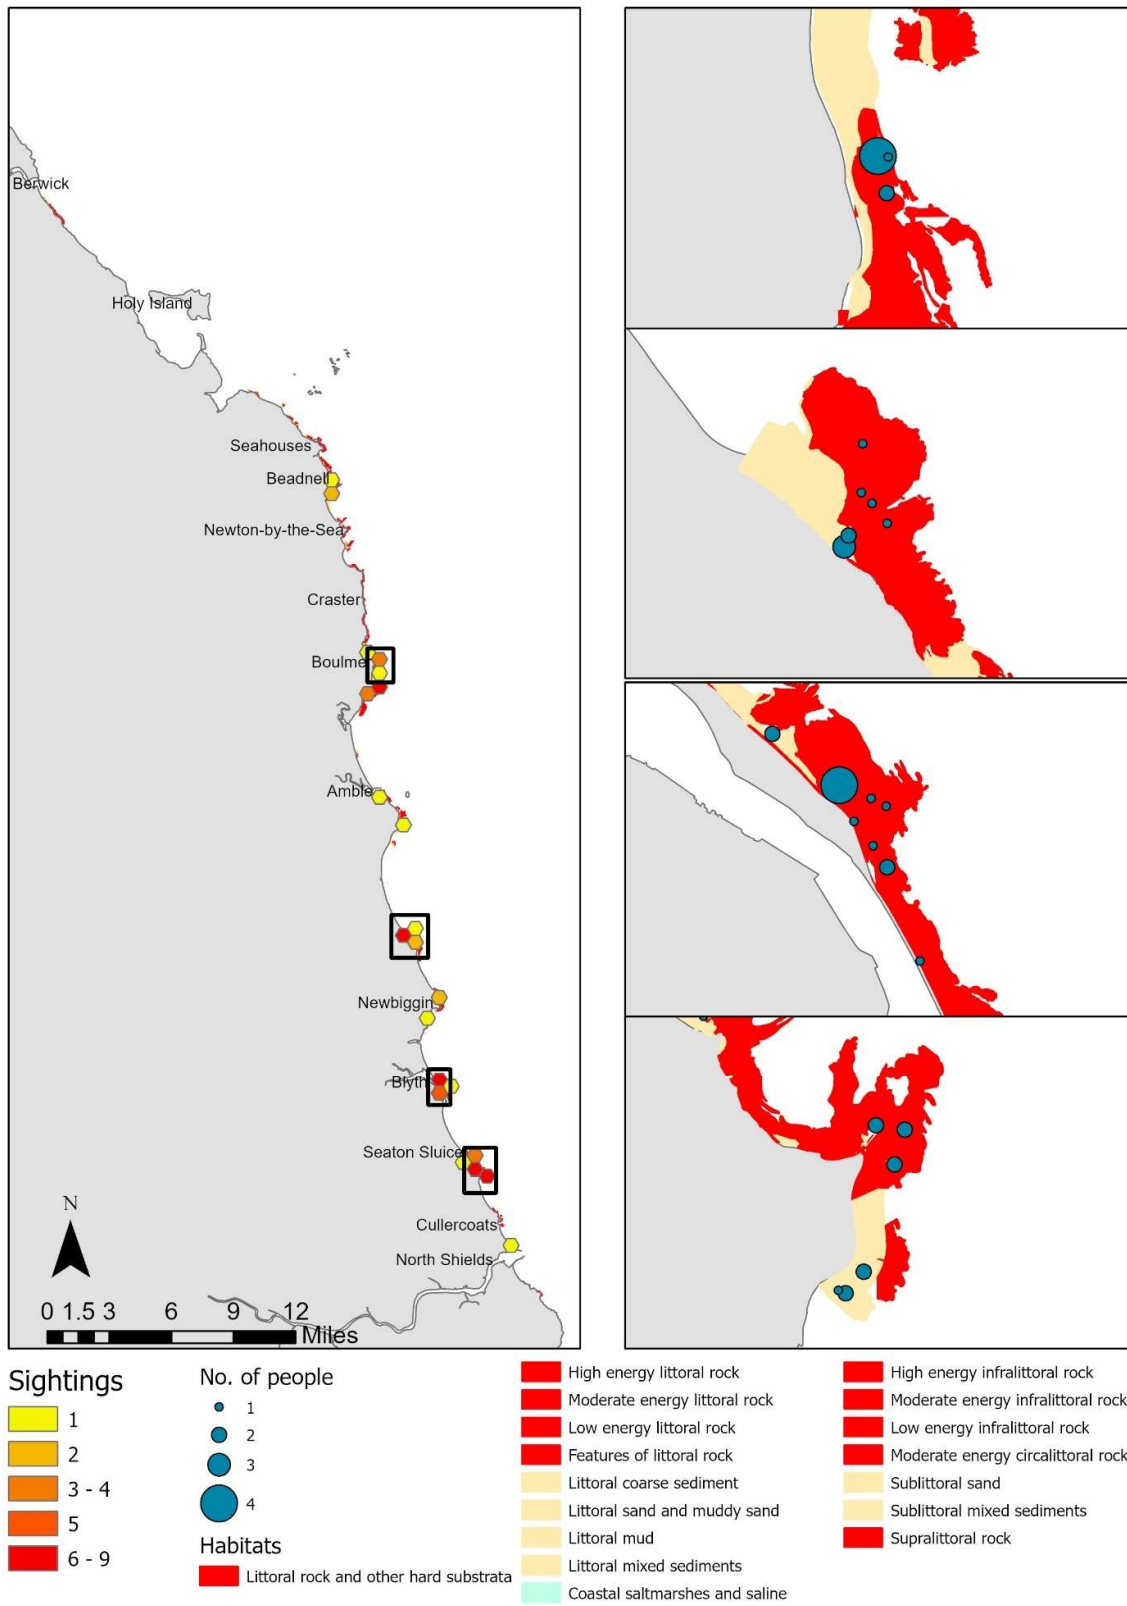 Berwick
Holy Island
Seahouses
Beadnell
Newton-by-the-Sea
Craster
Boulmer
Amble
Newbiggin
Blyth
Seaton Sluice
Cullercoats
North Shields
N
0 1.5 3 6 9 12
Miles
Sightings
1
2
3 - 4
5
6 - 9
No. of people
1
2
3
4
Habitats
Littoral rock and other hard substrata
High energy littoral rock
Moderate energy littoral rock
Low energy littoral rock
Features of littoral rock
Littoral coarse sediment
Littoral sand and muddy sand
Littoral mud
Littoral mixed sediments
Coastal saltmarshes and saline
High energy infralittoral rock
Moderate energy infralittoral rock
Low energy infralittoral rock
Moderate energy circalittoral rock
Sublittoral sand
Sublittoral mixed sediments
Supralittoral rock